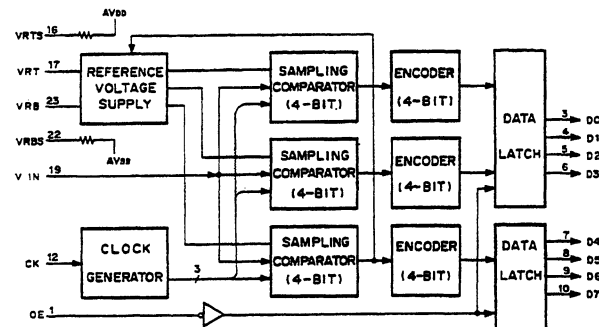 AVDD
VRTS 16
VRT 17
VRB 23
VRBS 22
AVSS
V IN 19
CK 12
OE 1
REFERENCE
VOLTAGE
SUPPLY
CLOCK
GENERATOR
3
SAMPLING
COMPARATOR
(4-BIT)
SAMPLING
COMPARATOR
(4-BIT)
SAMPLING
COMPARATOR
(4-BIT)
ENCODER
(4-BIT)
ENCODER
(4-BIT)
ENCODER
(4-BIT)
DATA
LATCH
DATA
LATCH
3 D0
4 D1
5 D2
6 D3
7 D4
8 D5
9 D6
10 D7